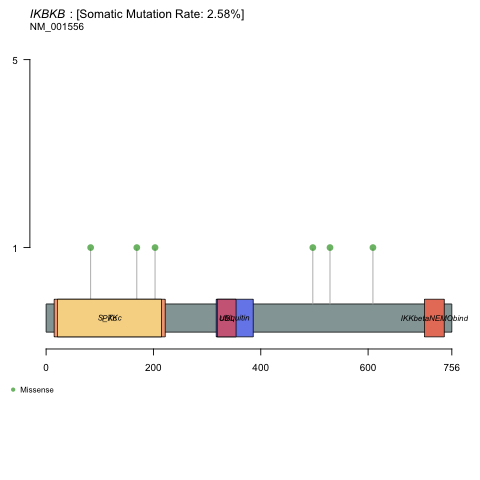 IKBKB : [Somatic Mutation Rate: 2.58%]
NM_001556
5
1
IKKbetaNEMObind
0 200 400 600 756
Missense